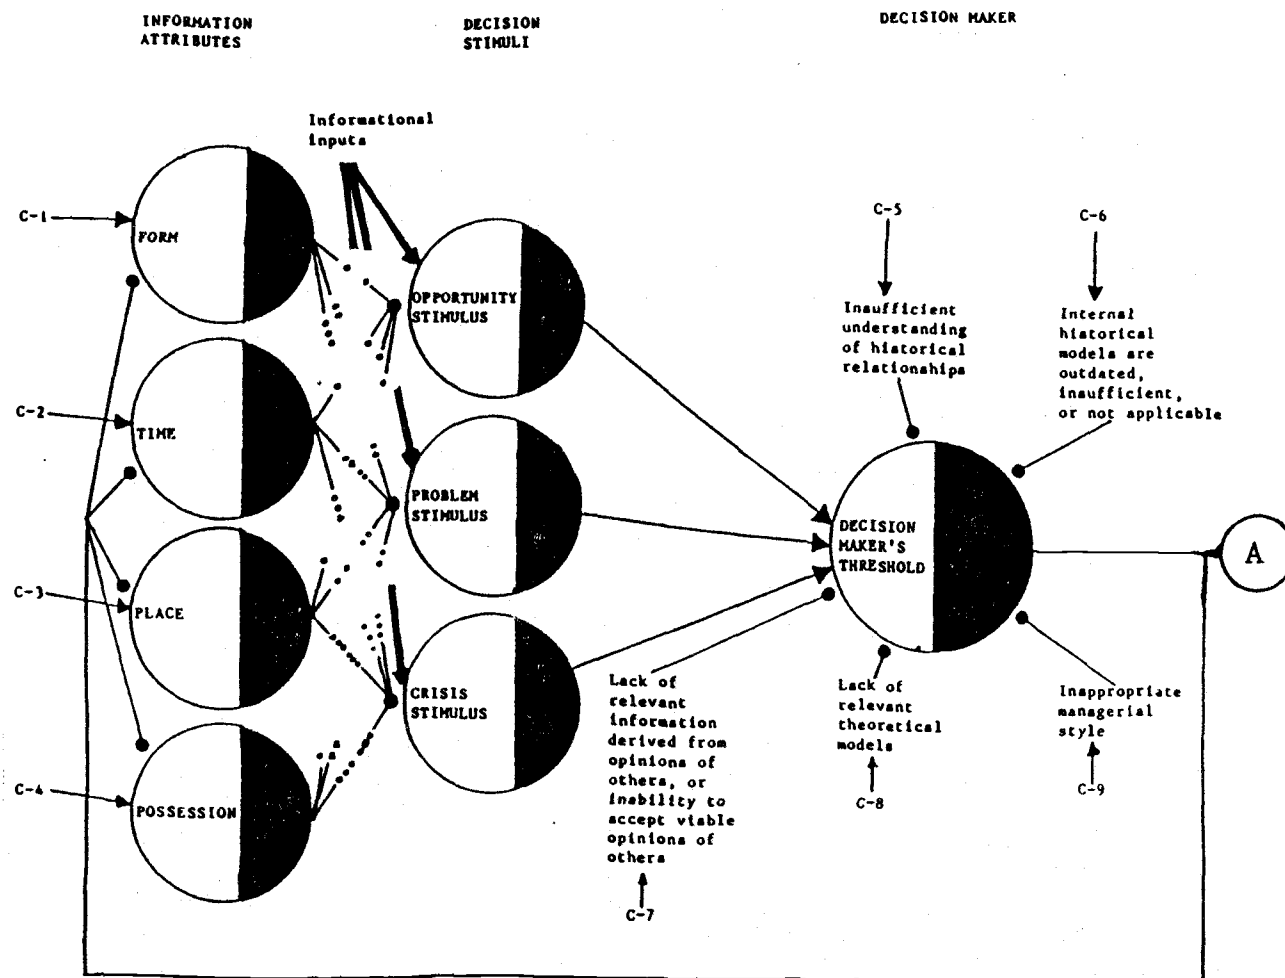 INFORMATION
ATTRIBUTES
DECISION
STIMULI
DECISION MAKER
Informational
inputs
C-1
FORM
OPPORTUNITY
STIMULUS
C-2
TIME
PROBLEM
STIMULUS
C-3
PLACE
CRISIS
STIMULUS
C-4
POSSESSION
C-5
Insufficient
understanding
of historical
relationships
C-6
Internal
historical
models are
outdated,
insufficient,
or not applicable
DECISION
MAKER'S
THRESHOLD
A
Lack of
relevant
information
derived from
opinions of
others, or
inability to
accept viable
opinions of
others
C-7
Lack of
relevant
theoretical
models
C-8
Inappropriate
managerial
style
C-9